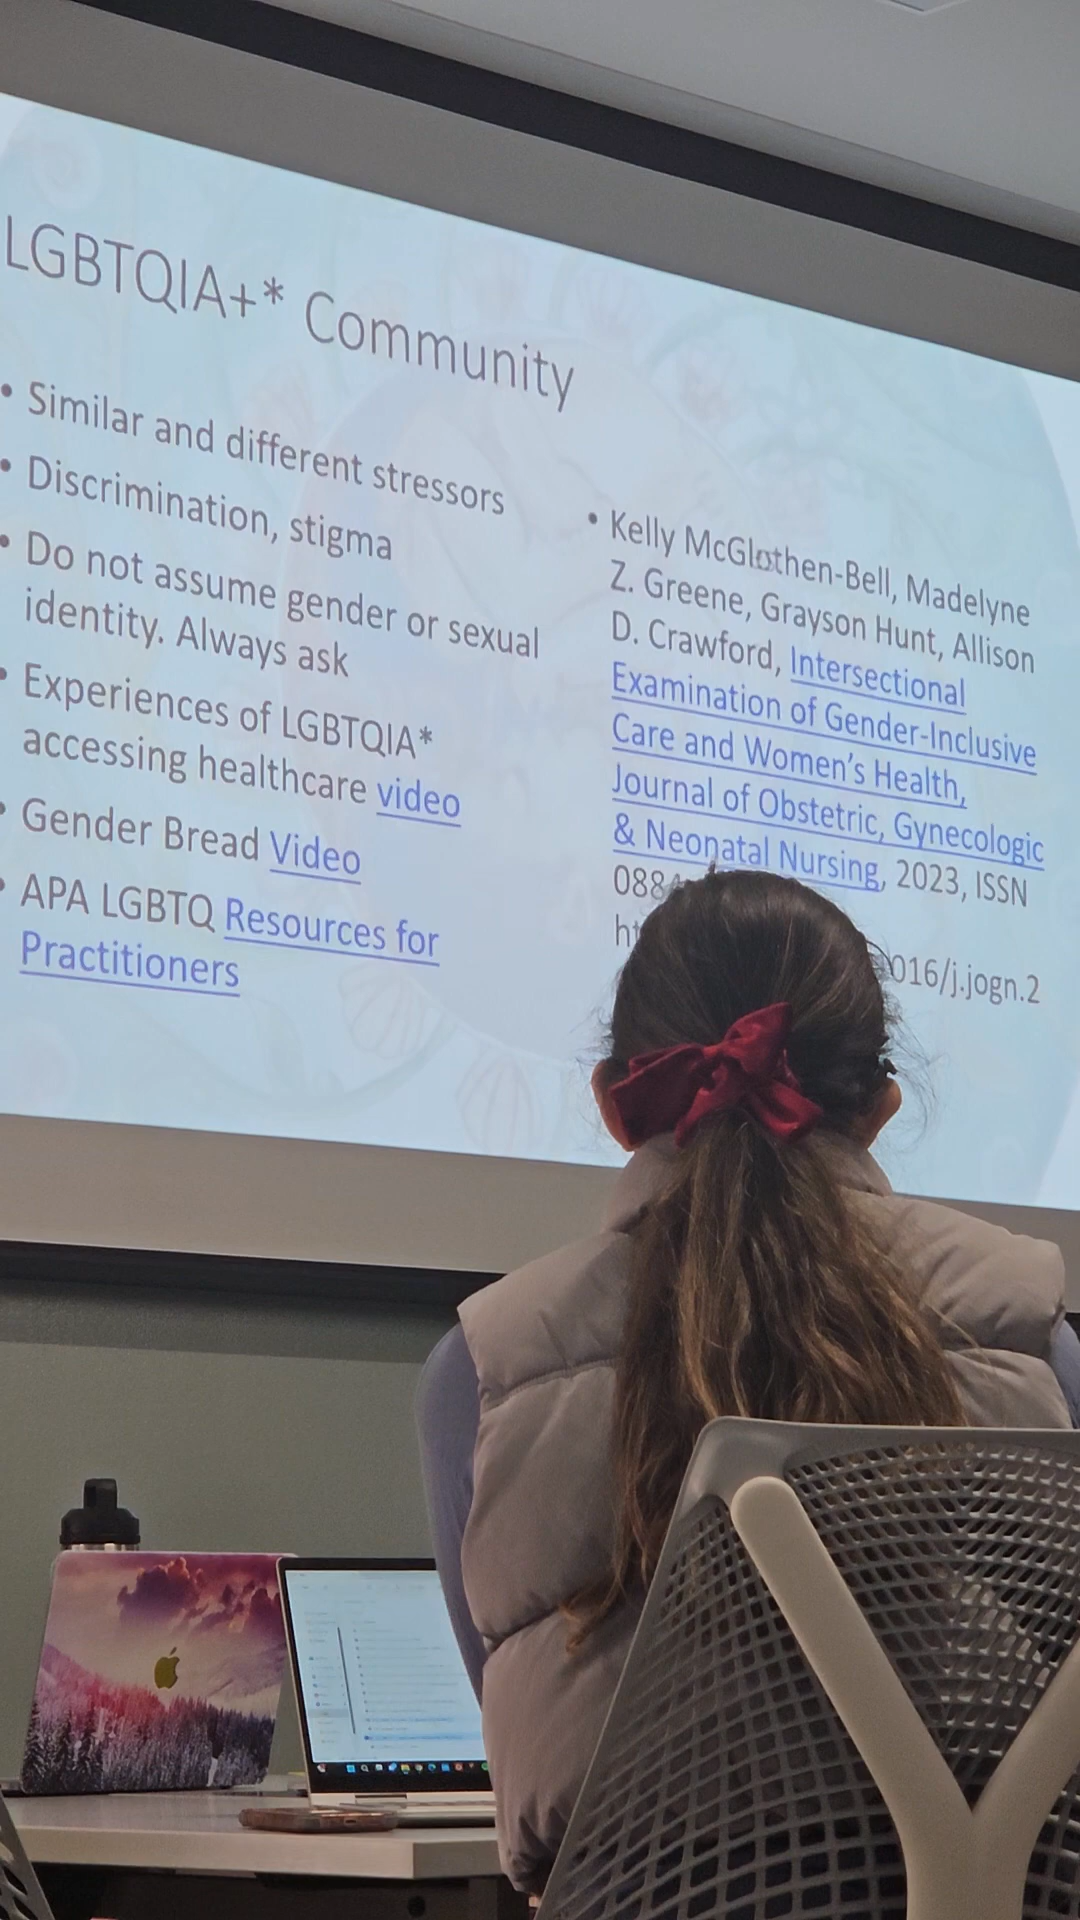 LGBTQIA+* Community
• Similar and different stressors
• Discrimination, stigma
• Do not assume gender or sexual
identity. Always ask
• Experiences of LGBTQIA*
accessing healthcare video
• Gender Bread Video
• APA LGBTQ Resources for
Practitioners
• Kelly McGlothen-Bell, Madelyne
Z. Greene, Grayson Hunt, Allison
D. Crawford, Intersectional
Examination of Gender-Inclusive
Care and Women's Health,
Journal of Obstetric, Gynecologic
& Neonatal Nursing, 2023, ISSN
0884
ht
016/j.jogn.2